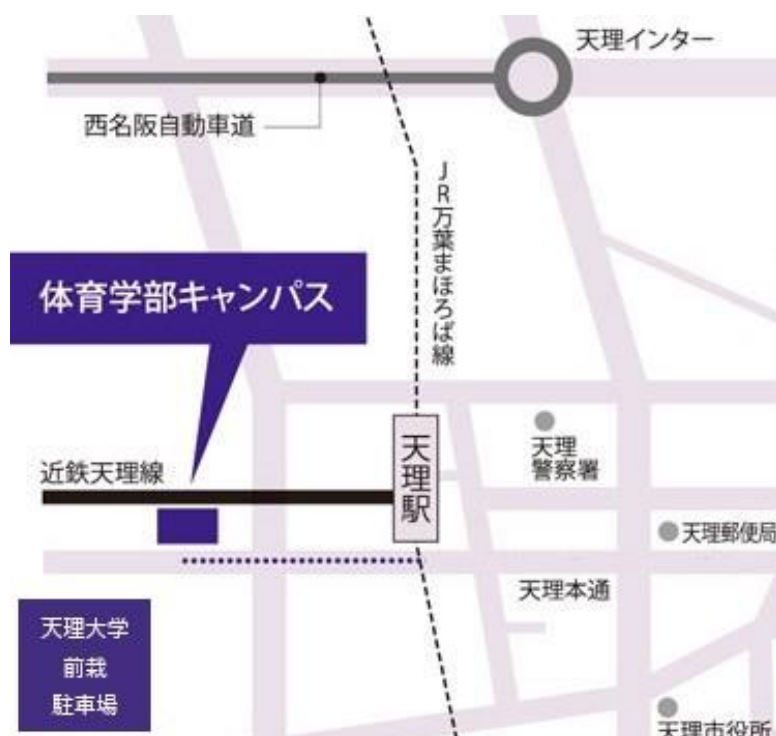 天理インター
西名阪自動車道
JR万葉まほろば線
体育学部キャンパス
天理駅
天理
警察署
近鉄天理線
天理郵便局
天理本通
天理大学
前栽
駐車場
天理市役所